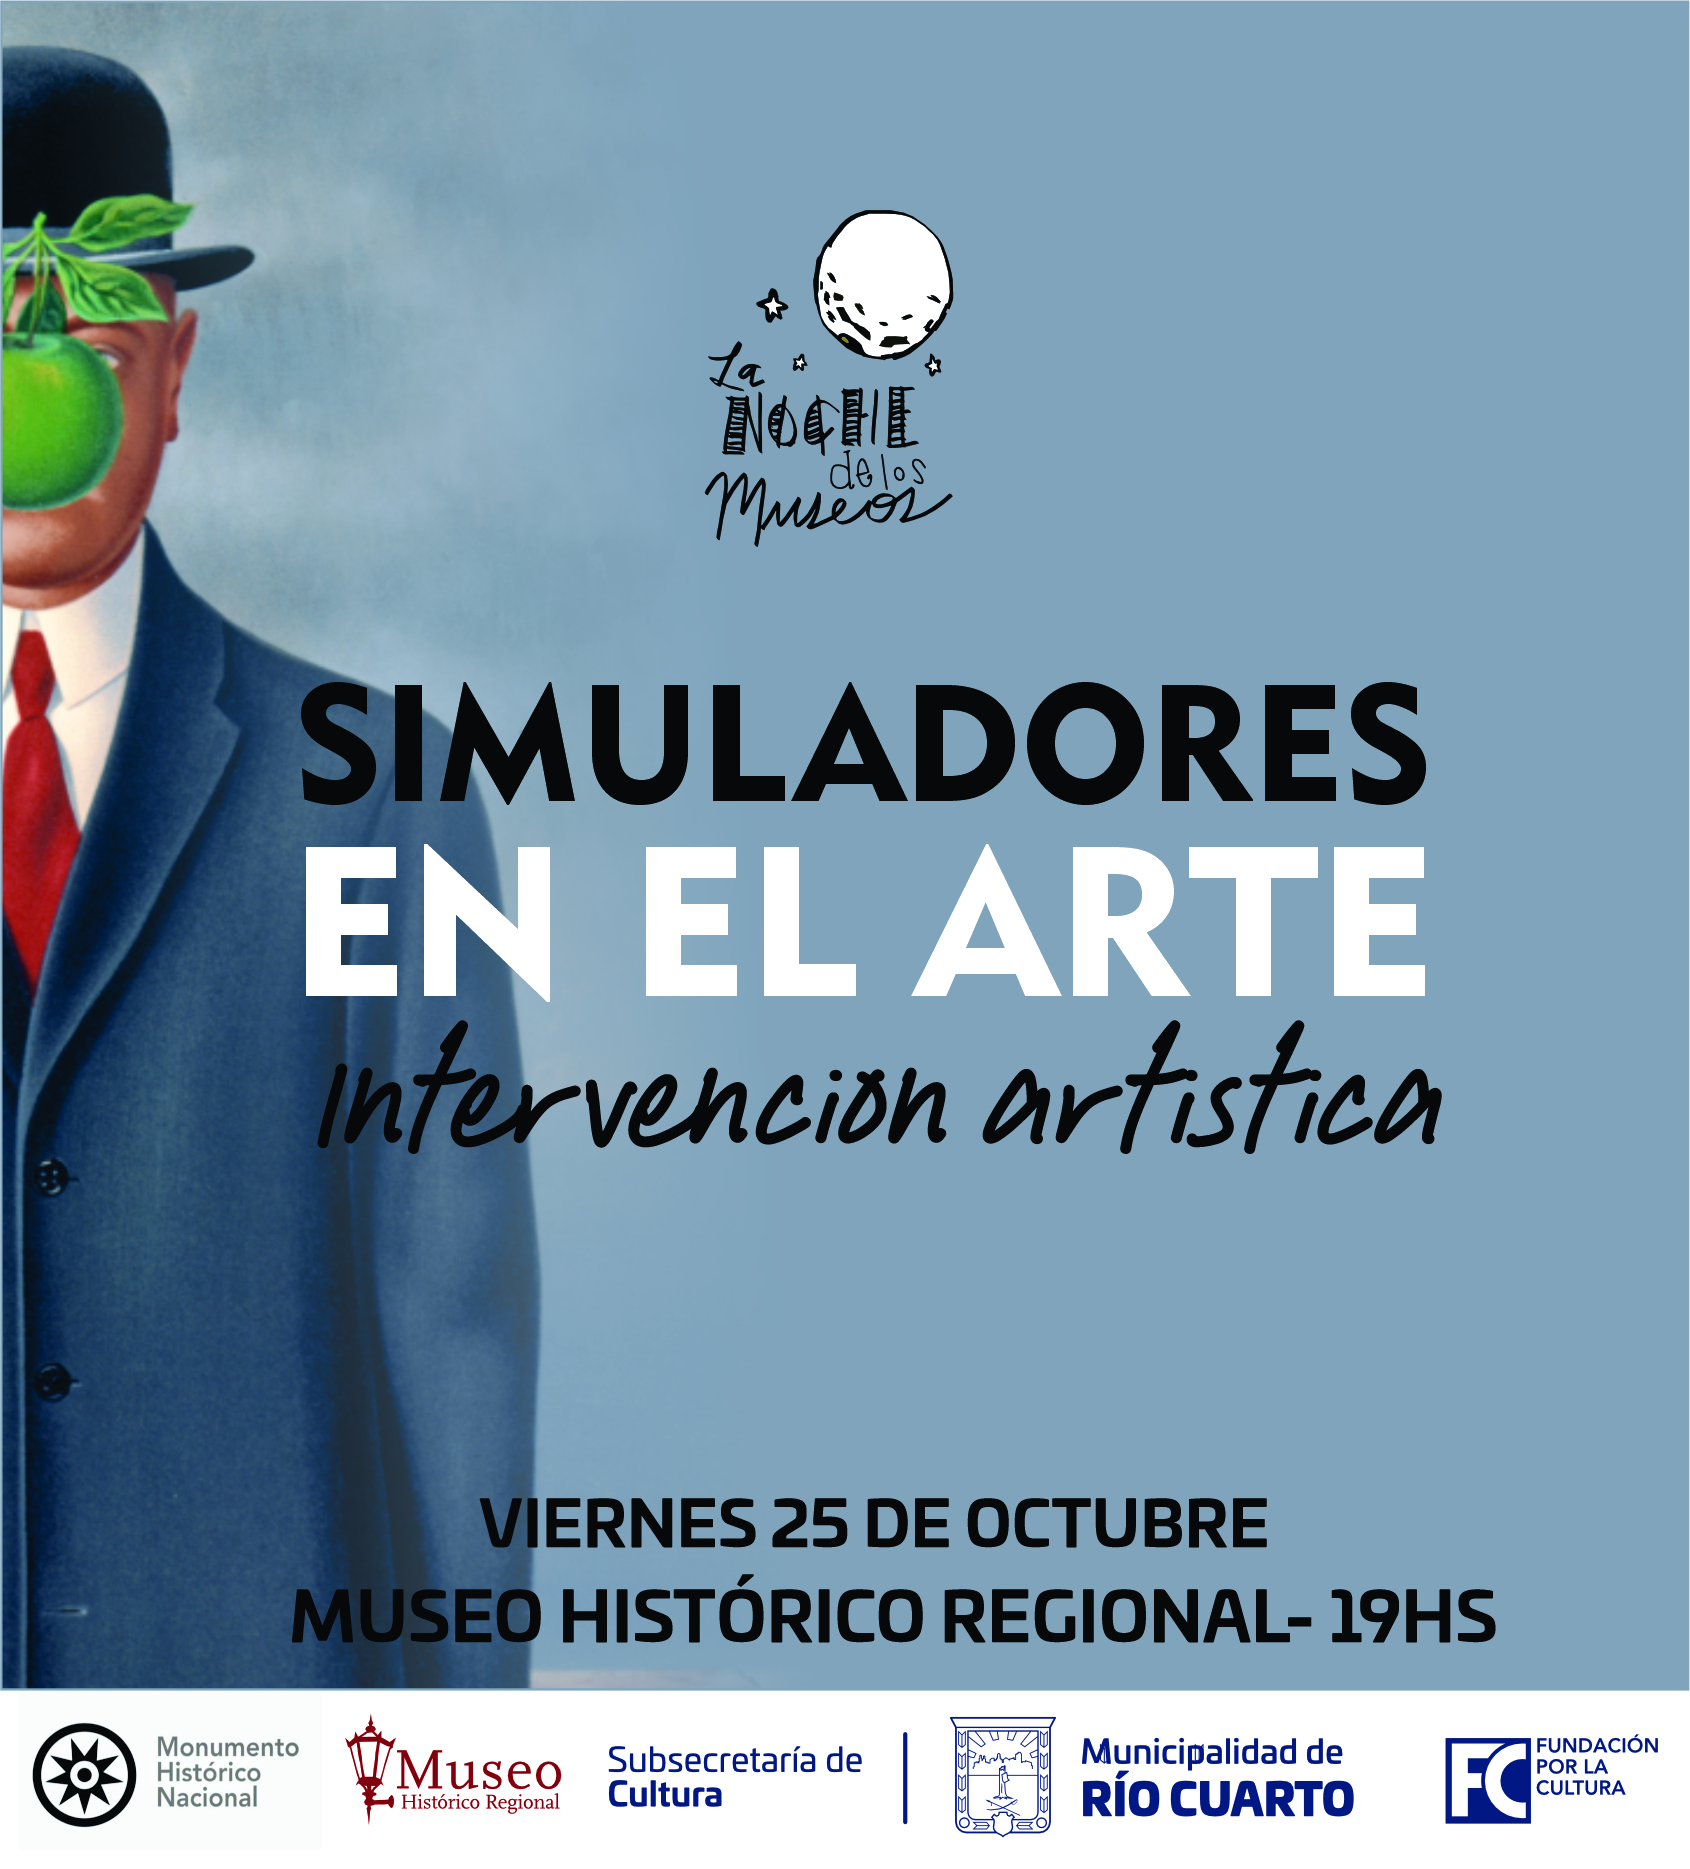 La
NOCHE
de los
Museos
SIMULADORES
EN EL ARTE
Intervención artística
VIERNES 25 DE OCTUBRE
MUSEO HISTÓRICO REGIONAL- 19HS
Monumento
Histórico
Nacional
Museo
Histórico Regional
Subsecretaría de
Cultura
Municipalidad de
RÍO CUARTO
FC
FUNDACIÓN
POR LA
CULTURA